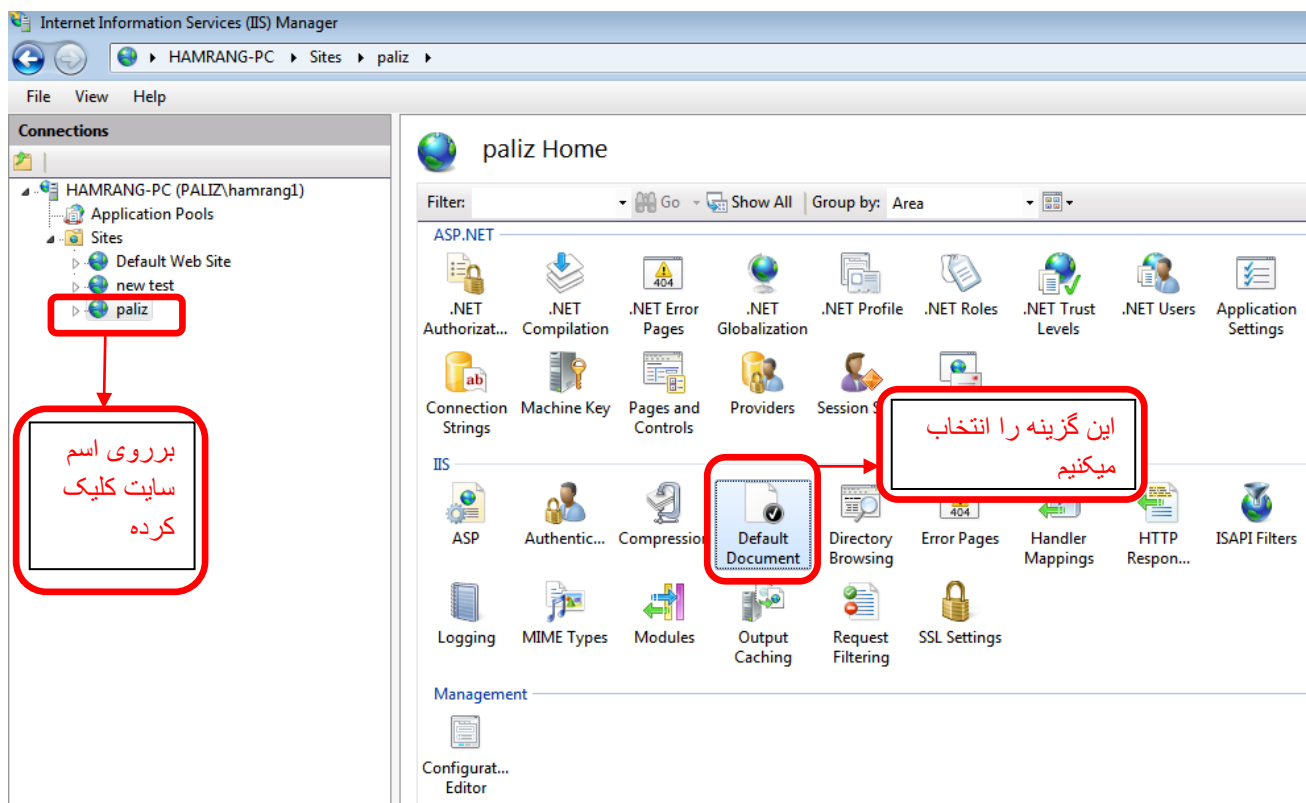 Internet Information Services (IIS) Manager
HAMRANG-PC Sites paliz
File View Help
Connections
HAMRANG-PC (PALIZ\hamrang1)
Application Pools
Sites
Default Web Site
new test
paliz
برروی اسم
سایت کلیک
کرده
paliz Home
Filter: Go Show All Group by: Area
ASP.NET
.NET Authorizat...
.NET Compilation
.NET Error Pages
.NET Globalization
.NET Profile
.NET Roles
.NET Trust Levels
.NET Users
Application Settings
Connection Strings
Machine Key
Pages and Controls
Providers
Session
این گزینه را انتخاب
میکنیم
IIS
ASP
Authentic...
Compression
Default Document
Directory Browsing
404
Error Pages
Handler Mappings
HTTP Respon...
ISAPI Filters
Logging
MIME Types
Modules
Output Caching
Request Filtering
SSL Settings
Management
Configurat... Editor